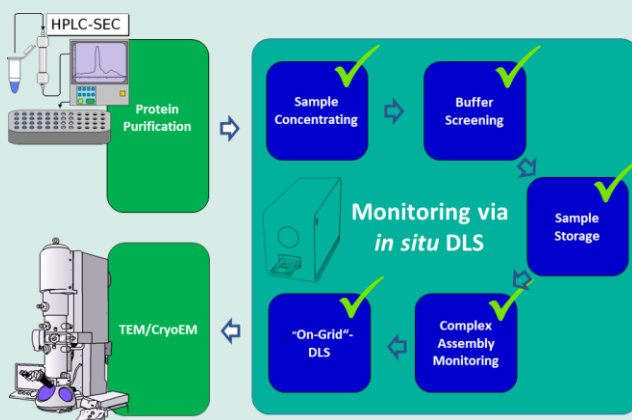 HPLC-SEC
Protein
Purification
Sample
Concentrating
Buffer
Screening
Sample
Storage
Monitoring via
in situ DLS
Complex
Assembly
Monitoring
"On-Grid“-
DLS
TEM/CryoEM